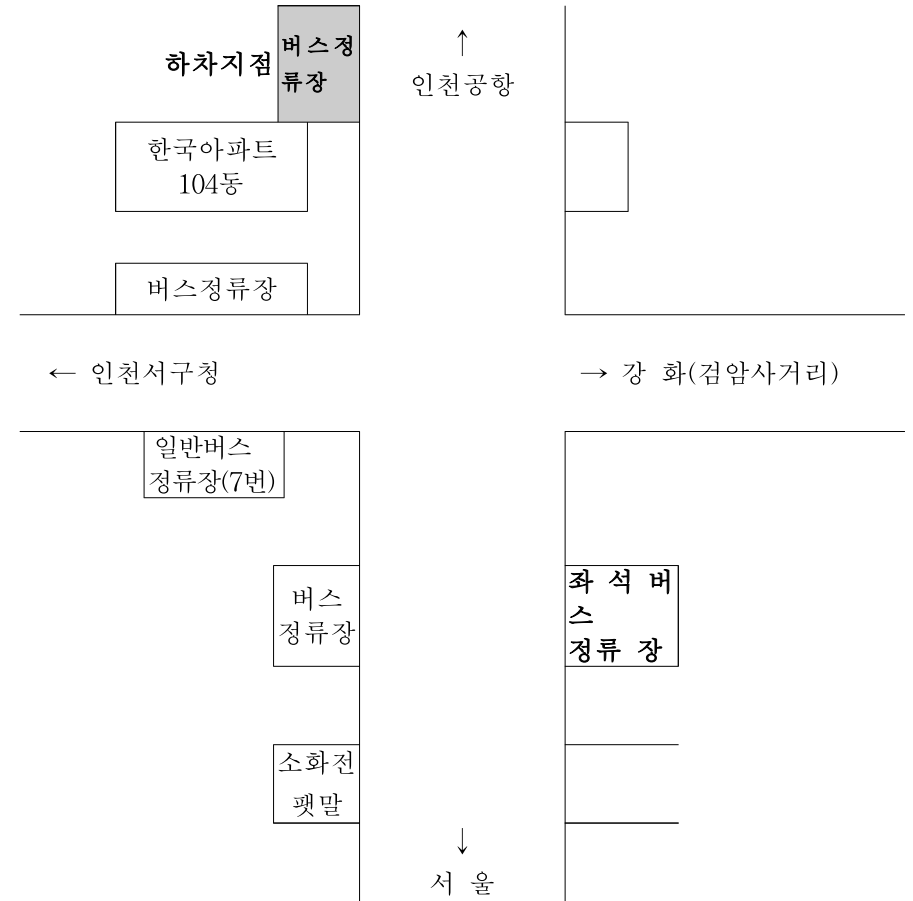 하차지점
버스정
류장
↑
인천공항
한국아파트
104동
버스정류장
← 인천서구청
→ 강 화(검암사거리)
일반버스
정류장(7번)
버스
정류장
좌 석 버
스
정류 장
소화전
팻말
↓
서 울